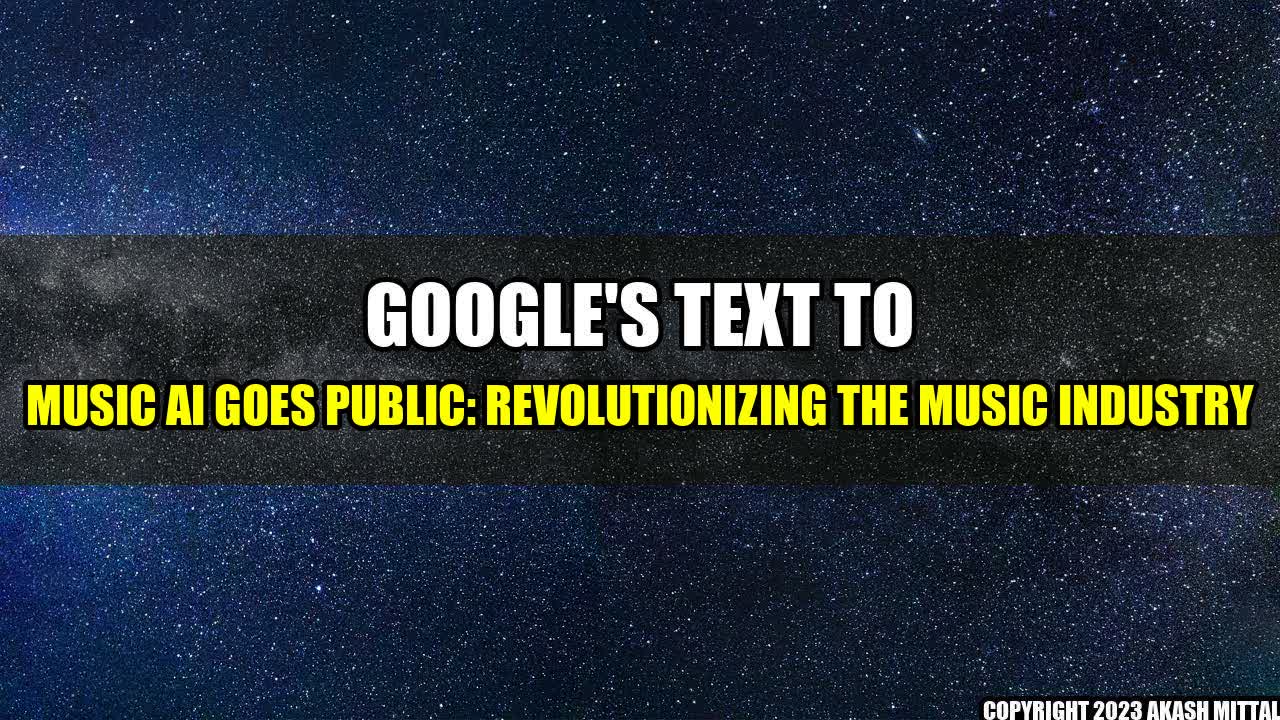 GOOGLE'S TEXT TO
MUSIC AI GOES PUBLIC: REVOLUTIONIZING THE MUSIC INDUSTRY
COPYRIGHT 2023 AKASH MITTAL